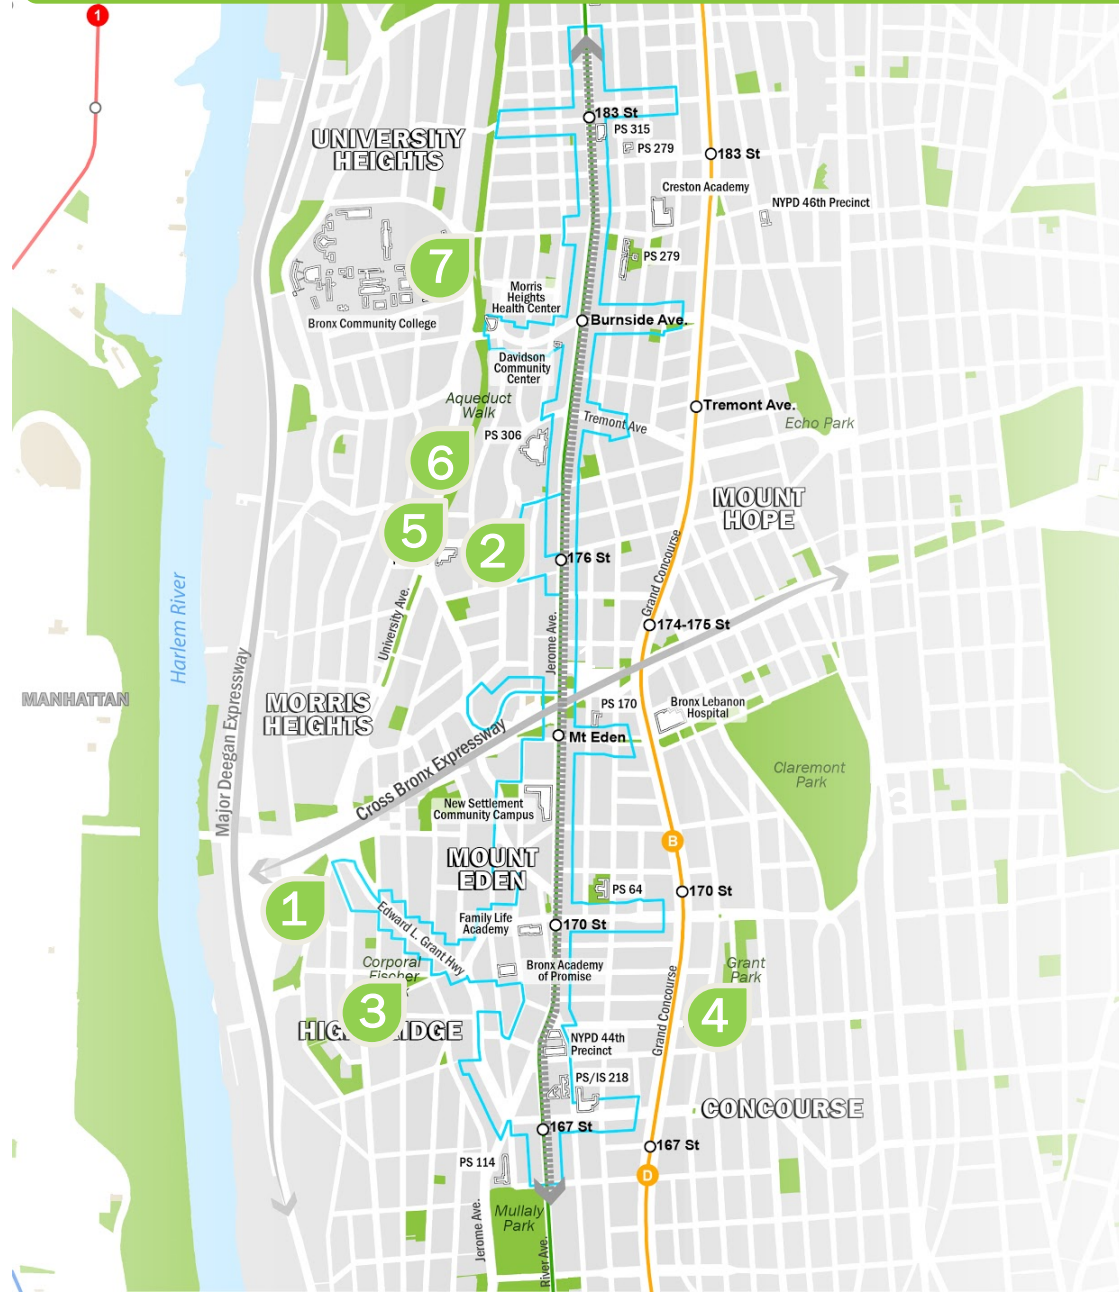 1
183 St
PS 315
PS 279
183 St
UNIVERSITY
HEIGHTS
Creston Academy
NYPD 46th Precinct
7
PS 279
Morris
Heights
Health Center
Bronx Community College
Burnside Ave.
Davidson
Community
Center
Aqueduct
Walk
Tremont Ave.
Tremont Ave
Echo Park
PS 306
6
MOUNT
HOPE
5
2
176 St
Grand Concourse
Harlem River
University Ave.
Jerome Ave.
174-175 St
MANHATTAN
Major Deegan Expressway
MORRIS
HEIGHTS
PS 170
Bronx Lebanon
Hospital
Mt Eden
Cross Bronx Expressway
Claremont
Park
New Settlement
Community Campus
B
MOUNT
EDEN
PS 64
170 St
1
Edward L. Grant Hwy
Family Life
Academy
170 St
Corporal
Fischer
Bronx Academy
of Promise
Grant
Park
3
4
Grand Concourse
NYPD 44th
Precinct
PS/IS 218
CONCOURSE
167 St
167 St
PS 114
D
Mullaly
Park
Jerome Ave.
River Ave.